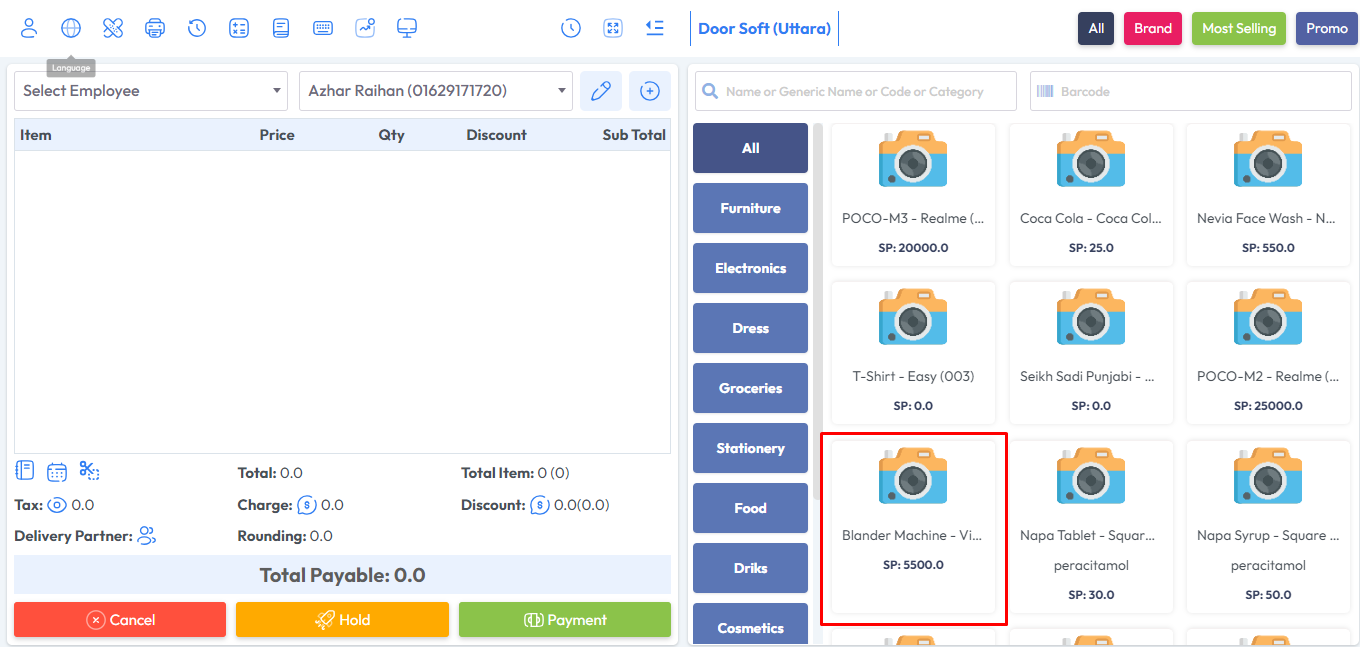 Door Soft (Uttara)
All
Brand
Most Selling
Promo
Language
Select Employee
Azhar Raihan (01629171720)
Name or Generic Name or Code or Category
Barcode
Item Price Qty Discount Sub Total
All
Furniture
Electronics
Dress
Groceries
Stationery
Food
Driks
Cosmetics
POCO-M3 - Realme (...
SP: 20000.0
Coca Cola - Coca Col...
SP: 25.0
Nevia Face Wash - N...
SP: 550.0
T-Shirt - Easy (003)
SP: 0.0
Seikh Sadi Punjabi - ...
SP: 0.0
POCO-M2 - Realme (...
SP: 25000.0
Blander Machine - Vi...
SP: 5500.0
Napa Tablet - Squar...
peracitamol
SP: 30.0
Napa Syrup - Square ...
peracitamol
SP: 50.0
Total: 0.0
Total Item: 0 (0)
Tax: 0.0
Charge: 0.0
Discount: 0.0(0.0)
Delivery Partner:
Rounding: 0.0
Total Payable: 0.0
Cancel
Hold
Payment